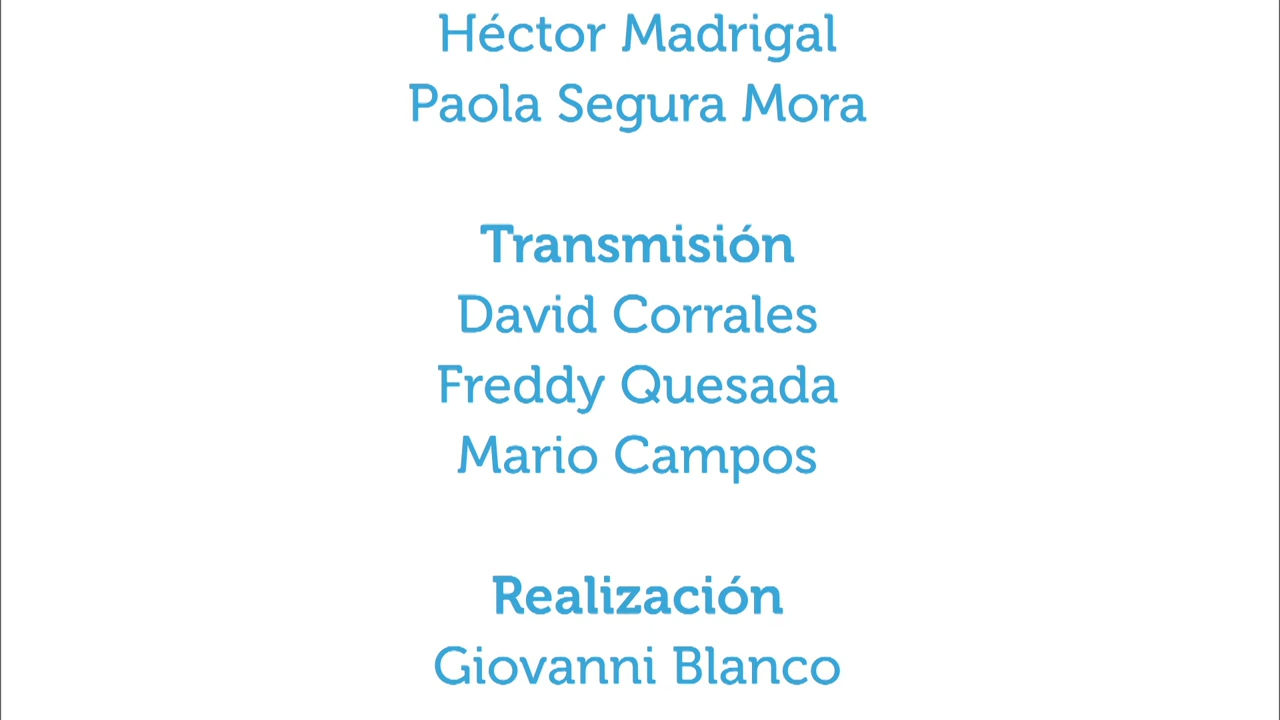 Héctor Madrigal
Paola Segura Mora
Transmisión
David Corrales
Freddy Quesada
Mario Campos
Realización
Giovanni Blanco